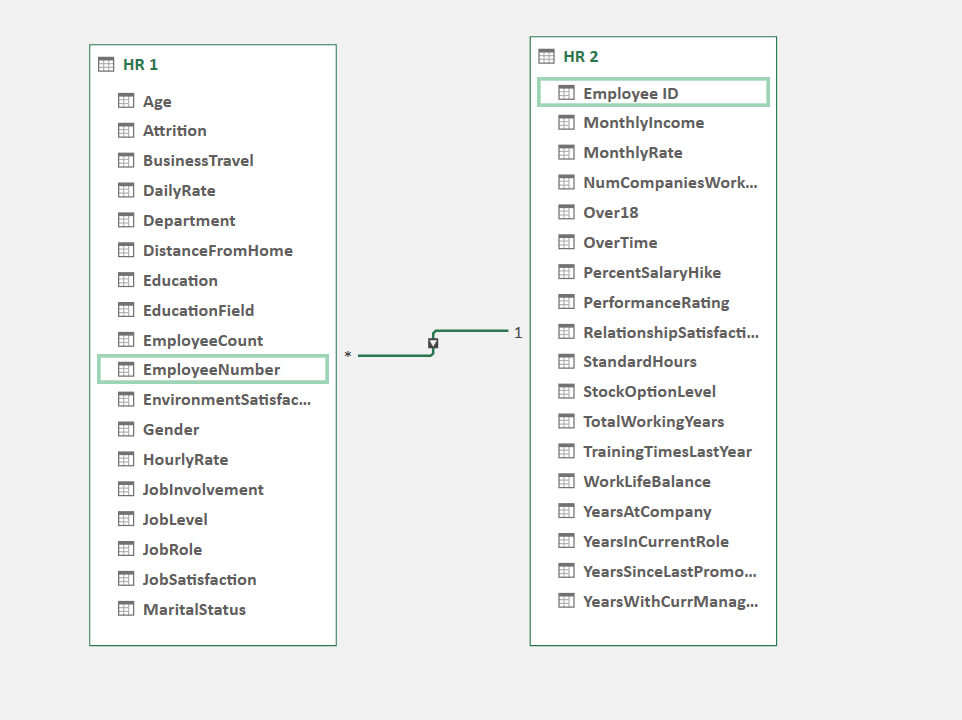 HR 1
Age
Attrition
BusinessTravel
DailyRate
Department
DistanceFromHome
Education
EducationField
EmployeeCount
EmployeeNumber
EnvironmentSatisfac...
Gender
HourlyRate
JobInvolvement
JobLevel
JobRole
JobSatisfaction
MaritalStatus
*
1
HR 2
Employee ID
MonthlyIncome
MonthlyRate
NumCompaniesWork...
Over18
OverTime
PercentSalaryHike
PerformanceRating
RelationshipSatisfacti...
StandardHours
StockOptionLevel
TotalWorkingYears
TrainingTimesLastYear
WorkLifeBalance
YearsAtCompany
YearsInCurrentRole
YearsSinceLastPromo...
YearsWithCurrManag...